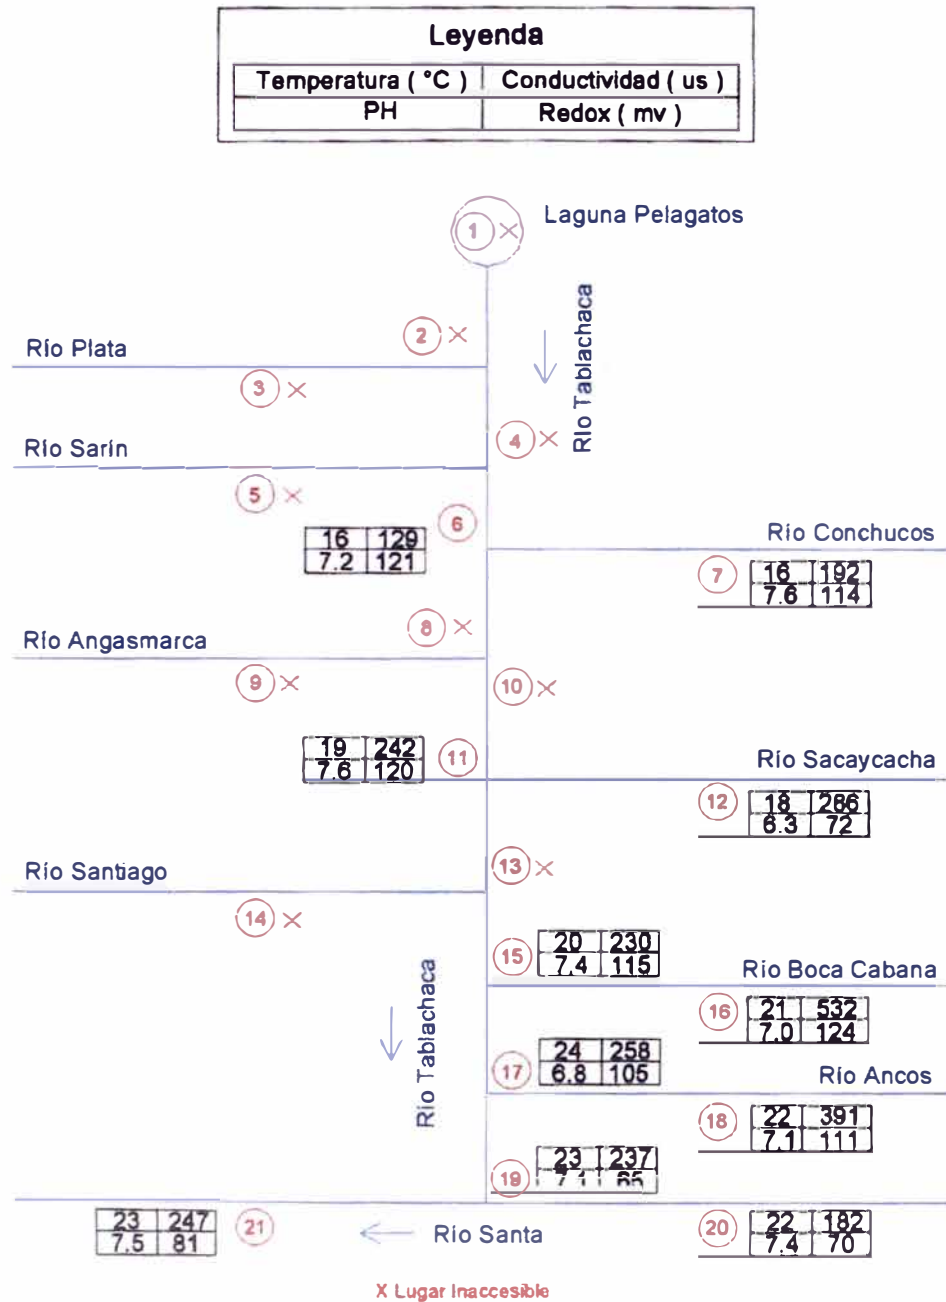 Leyenda
Temperatura ( °C ) Conductividad ( us )
PH Redox ( mv )
1 X Laguna Pelagatos
Río Tablachaca
2 X
Río Plata
3 X
4 X
Río Sarín
5 X
6
16 129
7.2 121
Río Conchucos
7
16 192
7.6 114
8 X
Río Angasmarca
9 X
10 X
11
19 242
7.6 120
Río Sacaycacha
12
18 266
6.3 72
13 X
Río Santiago
14 X
15
20 230
7.4 115
Río Boca Cabana
16
21 532
7.0 124
Río Tablachaca
17
24 258
6.8 105
Río Ancos
18
22 391
7.1 111
19
23 237
21
23 247
7.5 81
Río Santa
20
22 182
7.4 70
X Lugar Inaccesible